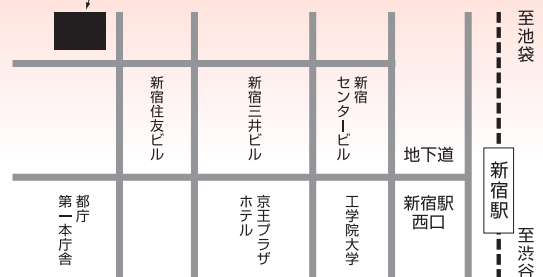 至池袋
新宿住友ビル
新宿三井ビル
新宿
センタービル
地下道
新宿駅
都庁
第一本庁舎
京王プラザ
ホテル
工学院大学
新宿駅
西口
至渋谷